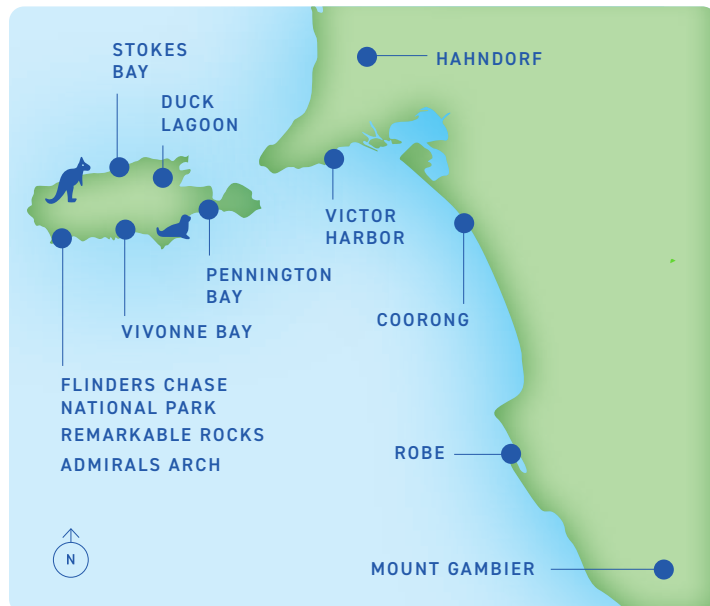 STOKES
BAY
HAHNDORF
DUCK
LAGOON
VICTOR
HARBOR
PENNINGTON
BAY
COORONG
VIVONNE BAY
FLINDERS CHASE
NATIONAL PARK
REMARKABLE ROCKS
ADMIRALS ARCH
ROBE
N
MOUNT GAMBIER